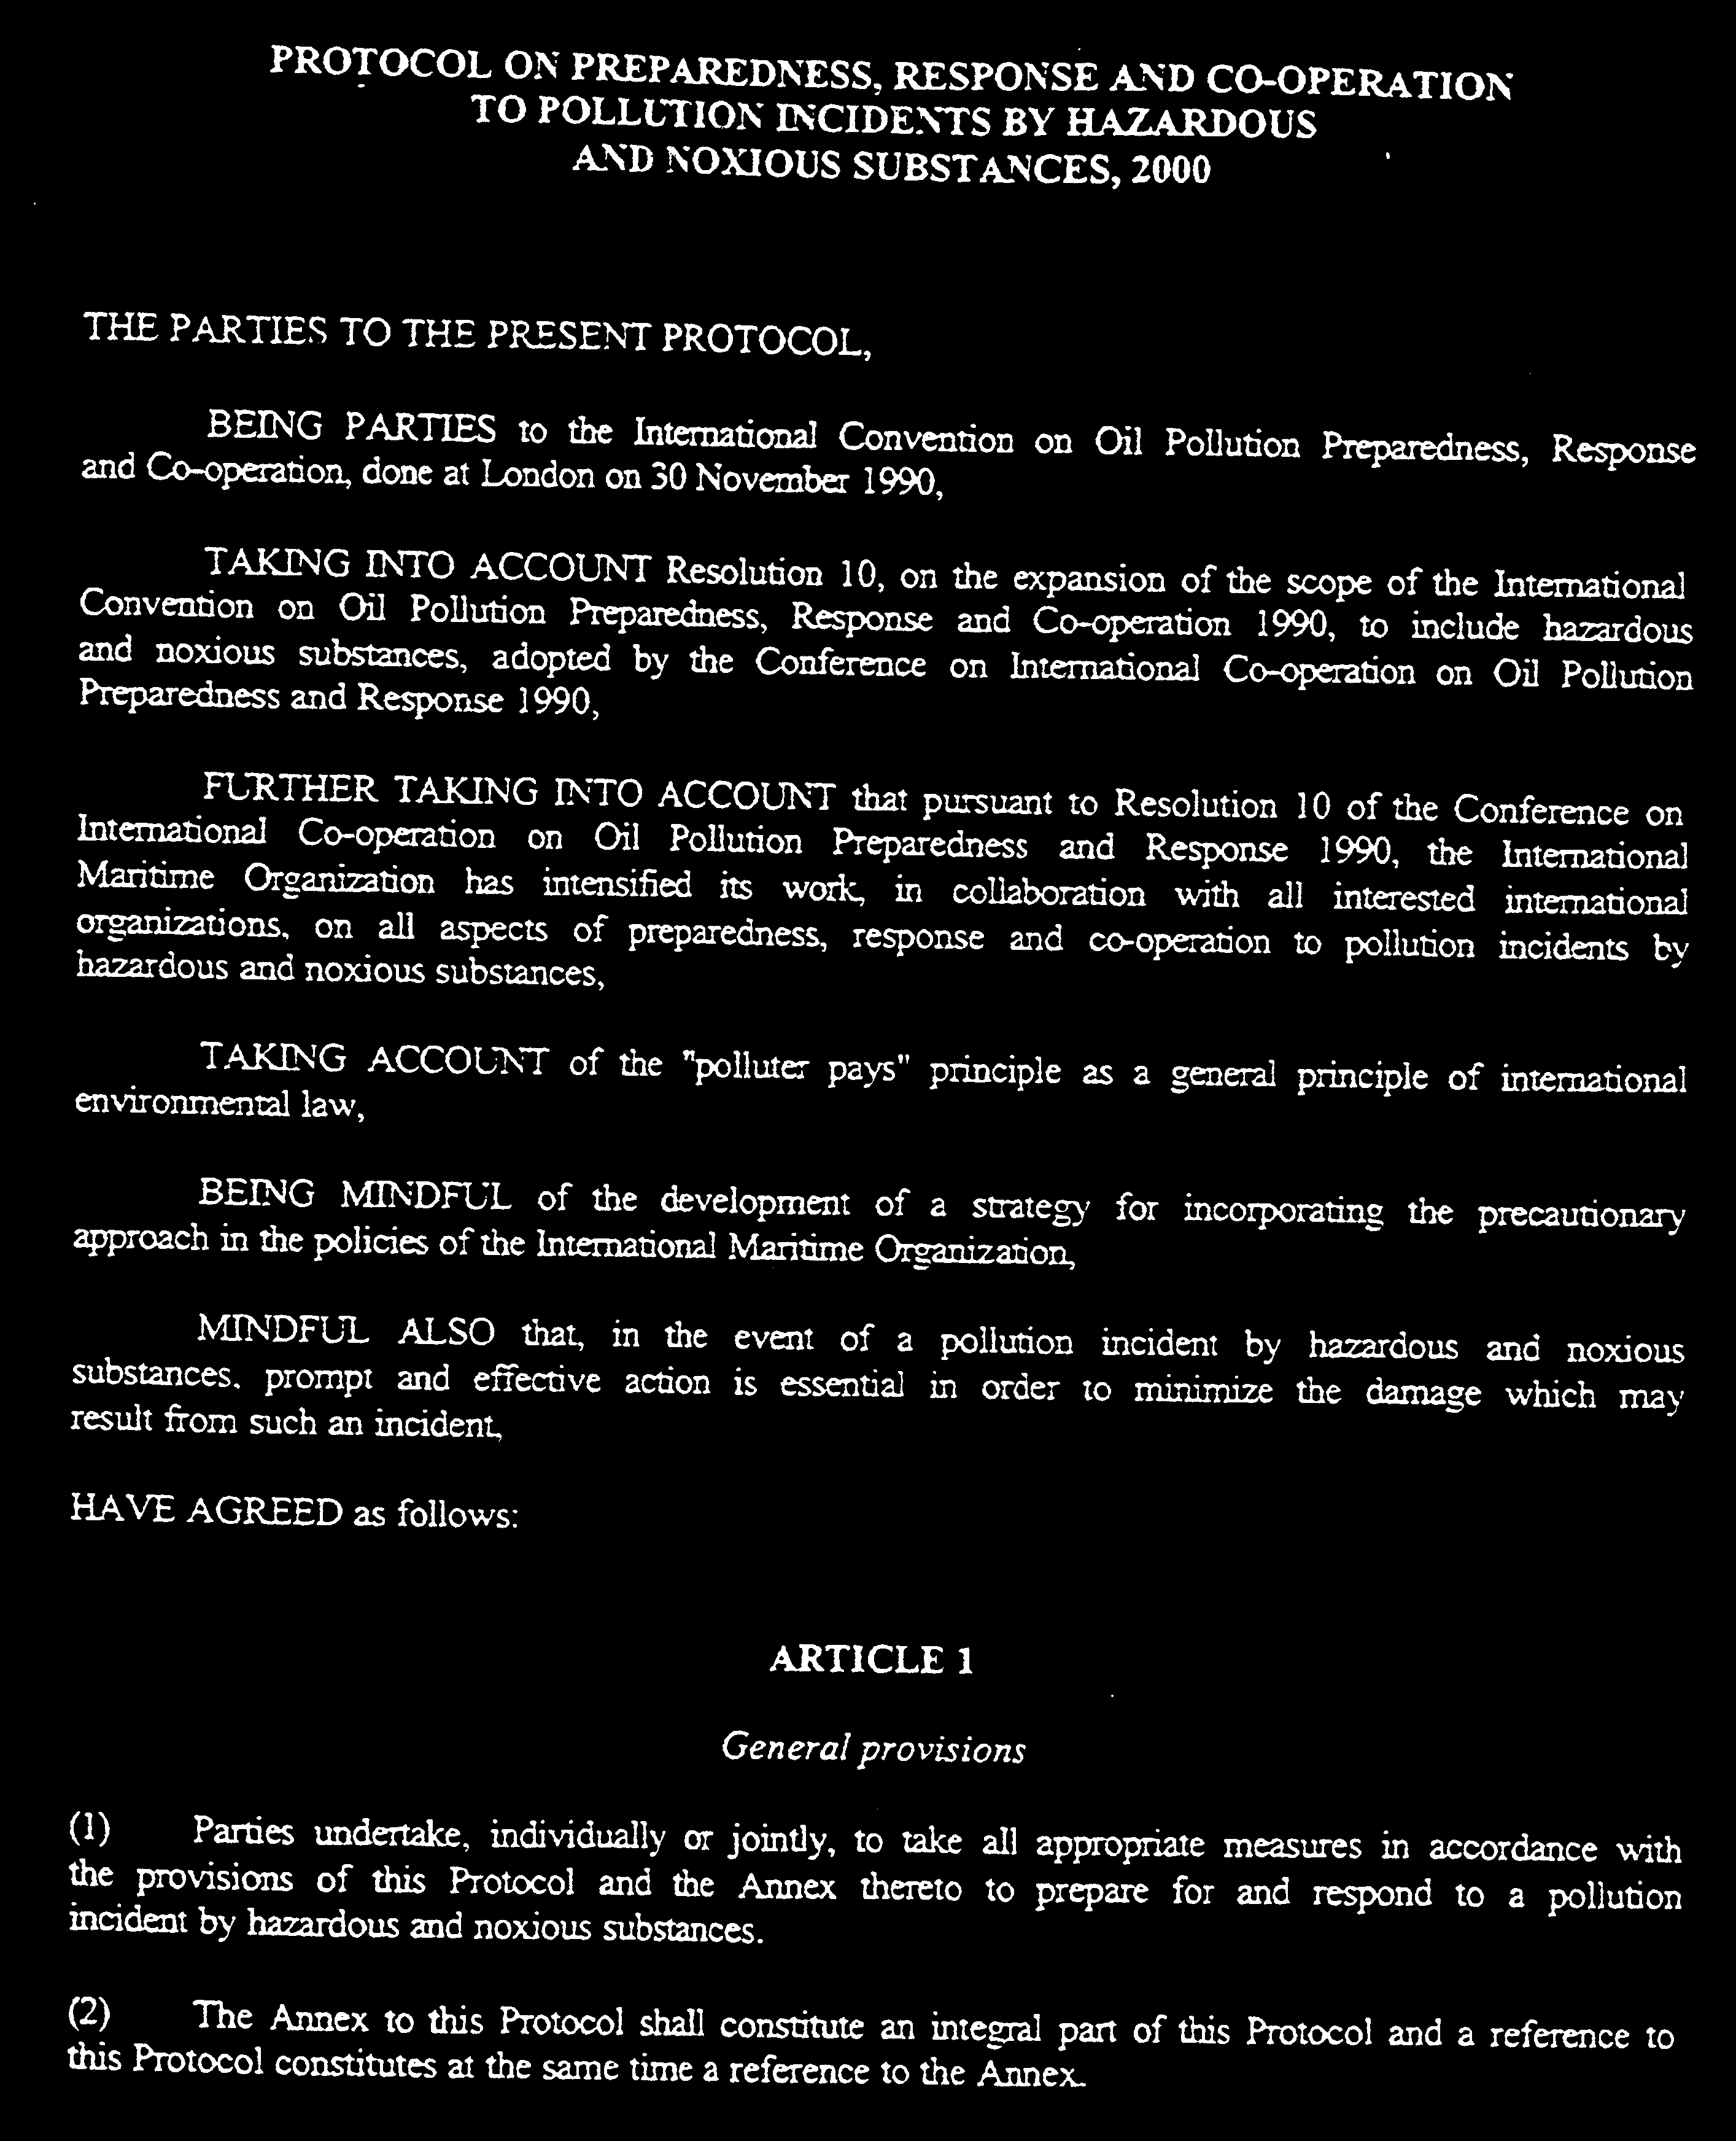 PROTOCOL ON PREPAREDNESS, RESPONSE AND CO-OPERATION
TO POLLUTION INCIDENTS BY HAZARDOUS
AND NOXIOUS SUBSTANCES, 2000
THE PARTIES TO THE PRESENT PROTOCOL,
BEING PARTIES to the International Convention on Oil Pollution Preparedness, Response
and Co-operation, done at London on 30 November 1990,
TAKING INTO ACCOUNT Resolution 10, on the expansion of the scope of the International
Convention on Oil Pollution Preparedness, Response and Co-operation 1990, to include hazardous
and noxious substances, adopted by the Conference on International Co-operation on Oil Pollution
Preparedness and Response 1990,
FURTHER TAKING INTO ACCOUNT that pursuant to Resolution 10 of the Conference on
International Co-operation on Oil Pollution Preparedness and Response 1990, the International
Maritime Organization has intensified its work, in collaboration with all interested international
organizations, on all aspects of preparedness, response and co-operation to pollution incidents by
hazardous and noxious substances,
TAKING ACCOUNT of the "polluter pays" principle as a general principle of international
environmental law,
BEING MINDFUL of the development of a strategy for incorporating the precautionary
approach in the policies of the International Maritime Organization,
MINDFUL ALSO that, in the event of a pollution incident by hazardous and noxious
substances, prompt and effective action is essential in order to minimize the damage which may
result from such an incident,
HAVE AGREED as follows:
ARTICLE 1
General provisions
(1) Parties undertake, individually or jointly, to take all appropriate measures in accordance with
the provisions of this Protocol and the Annex thereto to prepare for and respond to a pollution
incident by hazardous and noxious substances.
(2) The Annex to this Protocol shall constitute an integral part of this Protocol and a reference to
this Protocol constitutes at the same time a reference to the Annex.